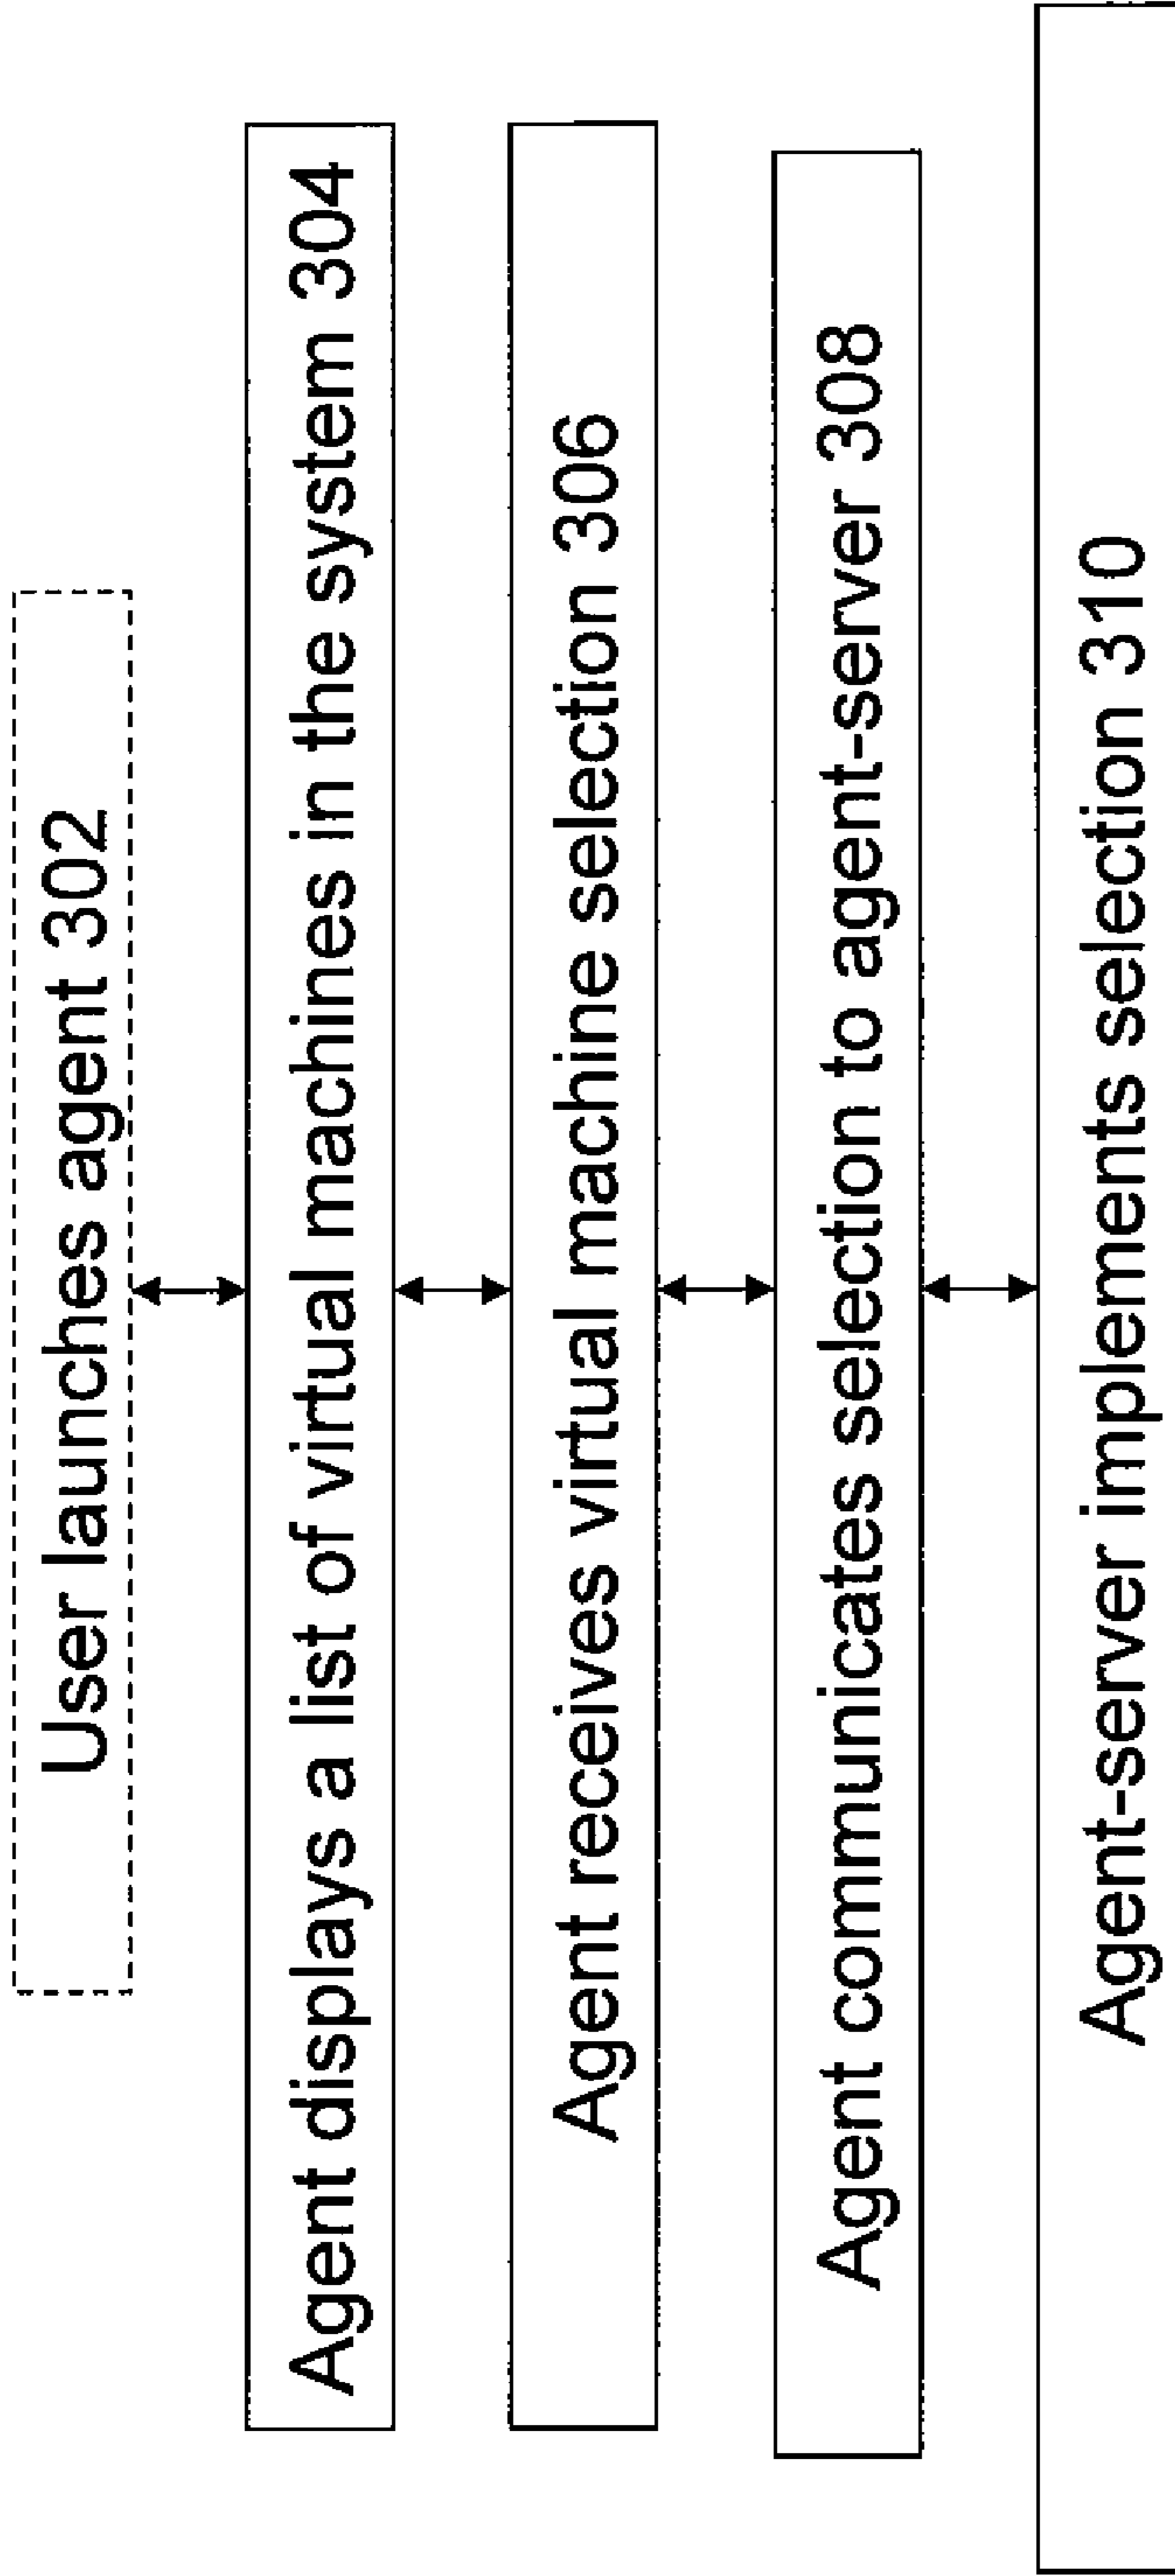 User launches agent 302
Agent displays a list of virtual machines in the system 304
Agent receives virtual machine selection 306
Agent communicates selection to agent-server 308
Agent-server implements selection 310